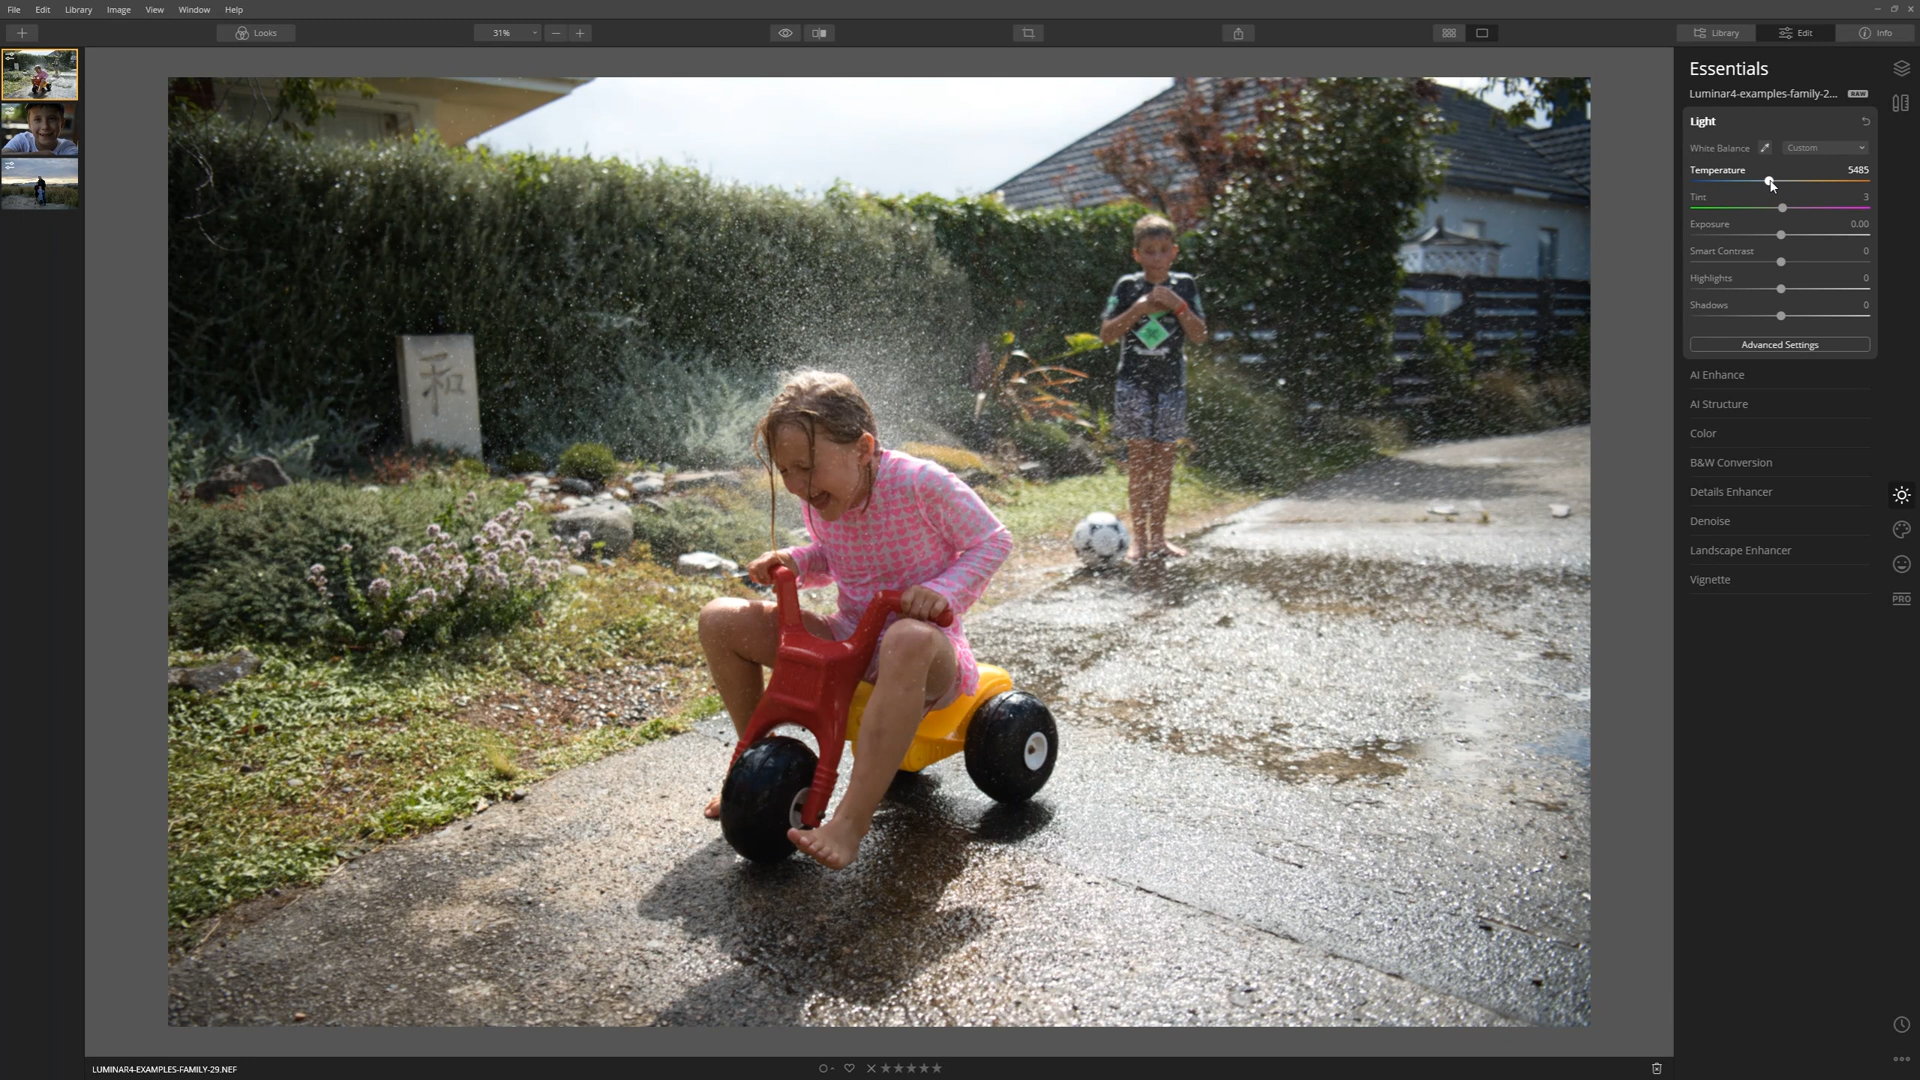 File Edit Library Image View Window Help
Looks 31% Library Edit Info
Essentials
Luminar4-examples-family-2... RAW
Light
White Balance Custom
Temperature 5485
Tint 3
Exposure 0.00
Smart Contrast 0
Highlights 0
Shadows 0
Advanced Settings
AI Enhance
AI Structure
Color
B&W Conversion
Details Enhancer
Denoise
Landscape Enhancer
Vignette
PRO
和
LUMINAR4-EXAMPLES-FAMILY-29.NEF